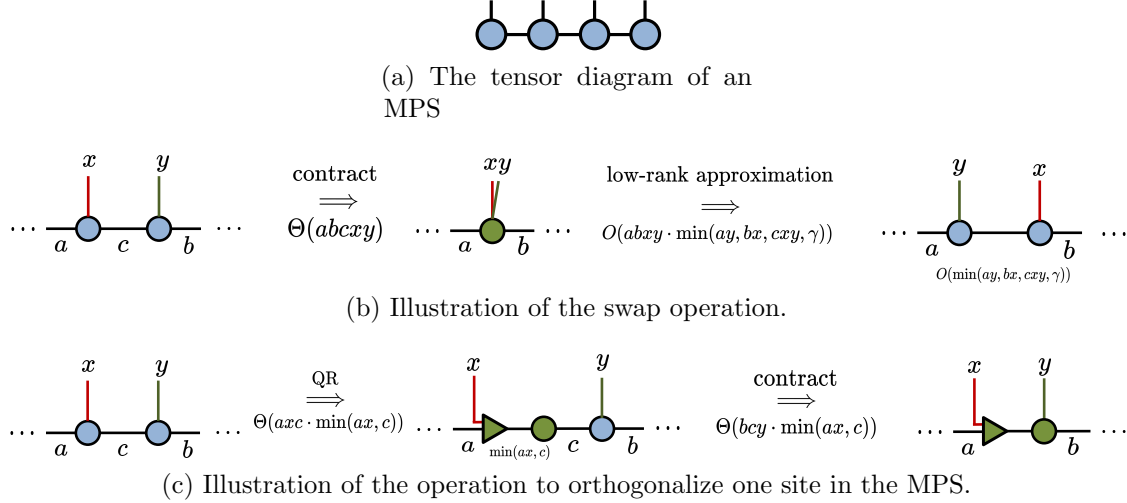 (a) The tensor diagram of an
MPS
x y xy y x
contract low-rank approximation
⟹ ⟹
Θ(abcxy) O(abxy · min(ay, bx, cxy, γ))
··· a c b ··· ··· a b ··· ··· a b ···
O(min(ay, bx, cxy, γ))
(b) Illustration of the swap operation.
x y x y x y
QR contract
⟹ ⟹
Θ(axc · min(ax, c)) Θ(bcy · min(ax, c))
··· a c b ··· ··· a min(ax, c) c b ··· ··· a b ···
(c) Illustration of the operation to orthogonalize one site in the MPS.